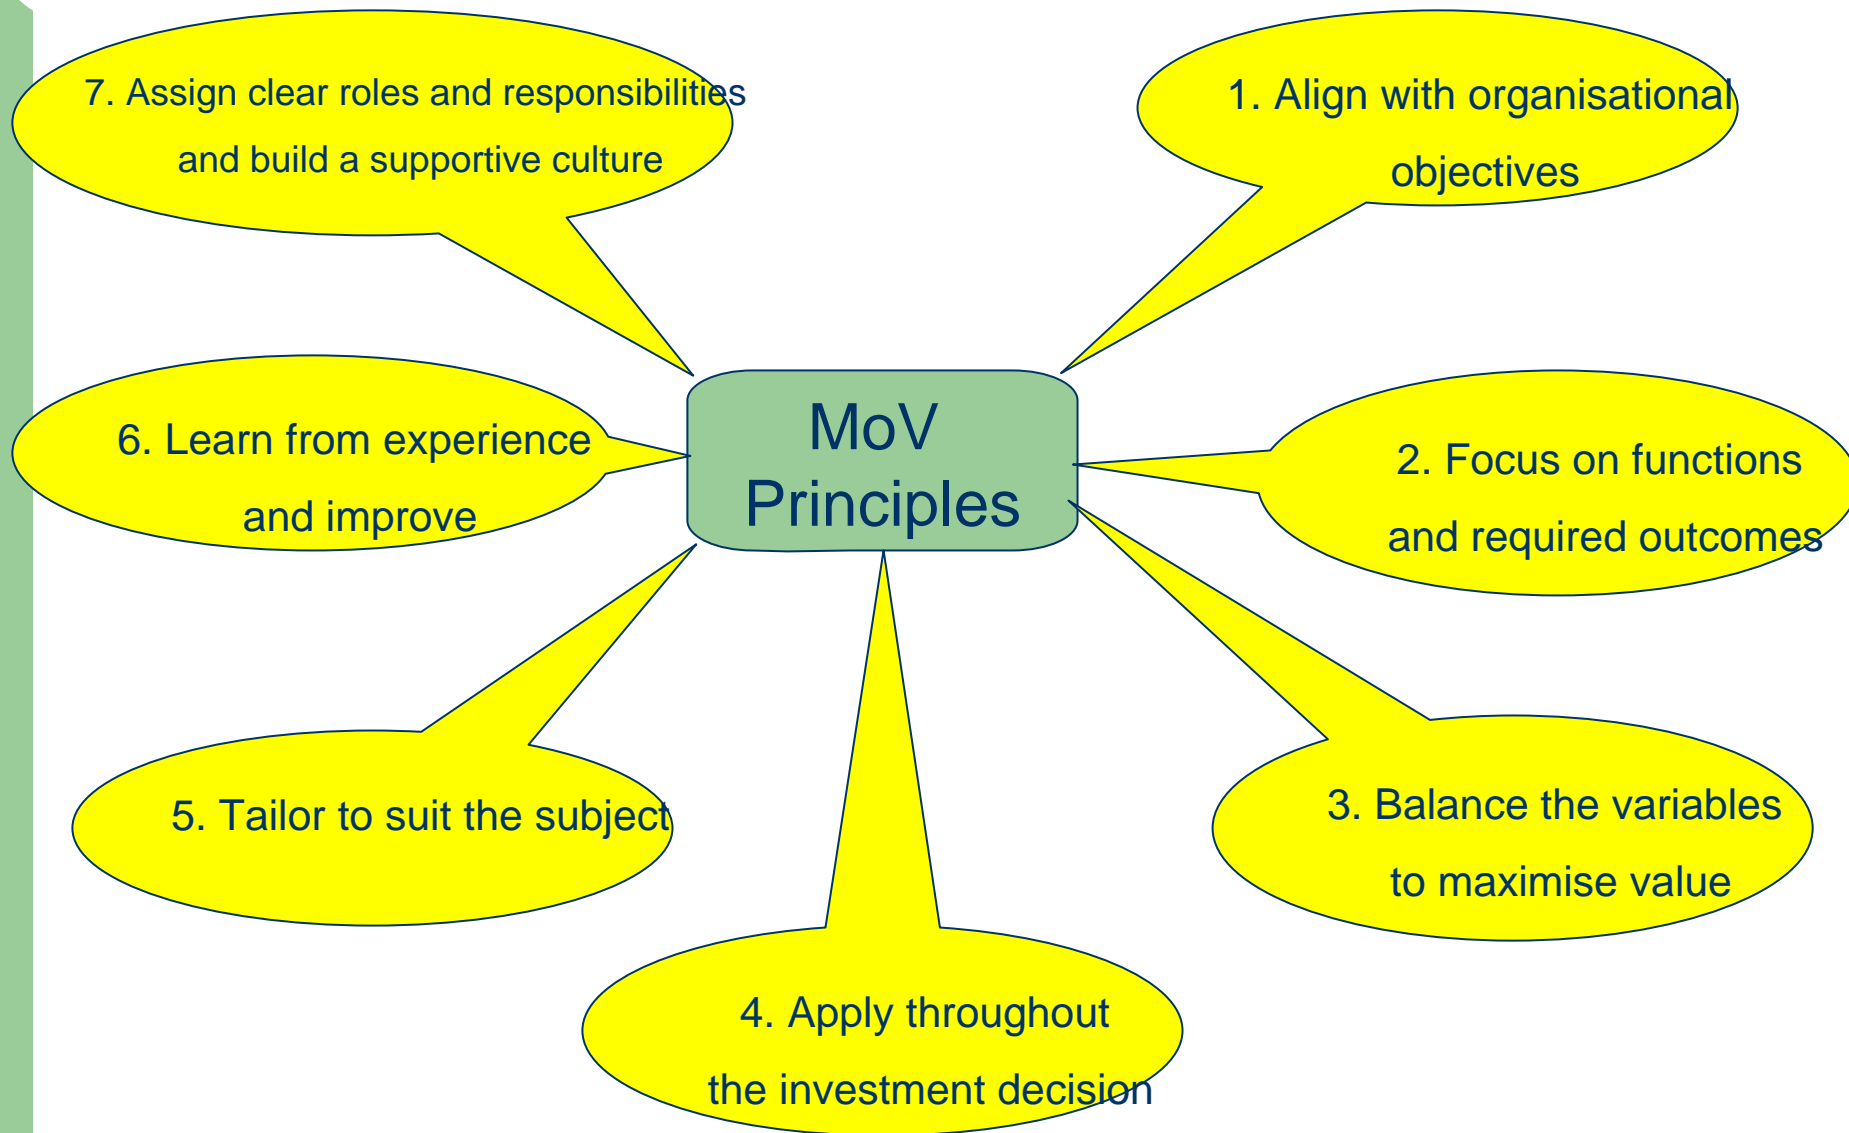 7. Assign clear roles and responsibilities
and build a supportive culture
1. Align with organisational
objectives
MoV
Principles
6. Learn from experience
and improve
2. Focus on functions
and required outcomes
5. Tailor to suit the subject
3. Balance the variables
to maximise value
4. Apply throughout
the investment decision